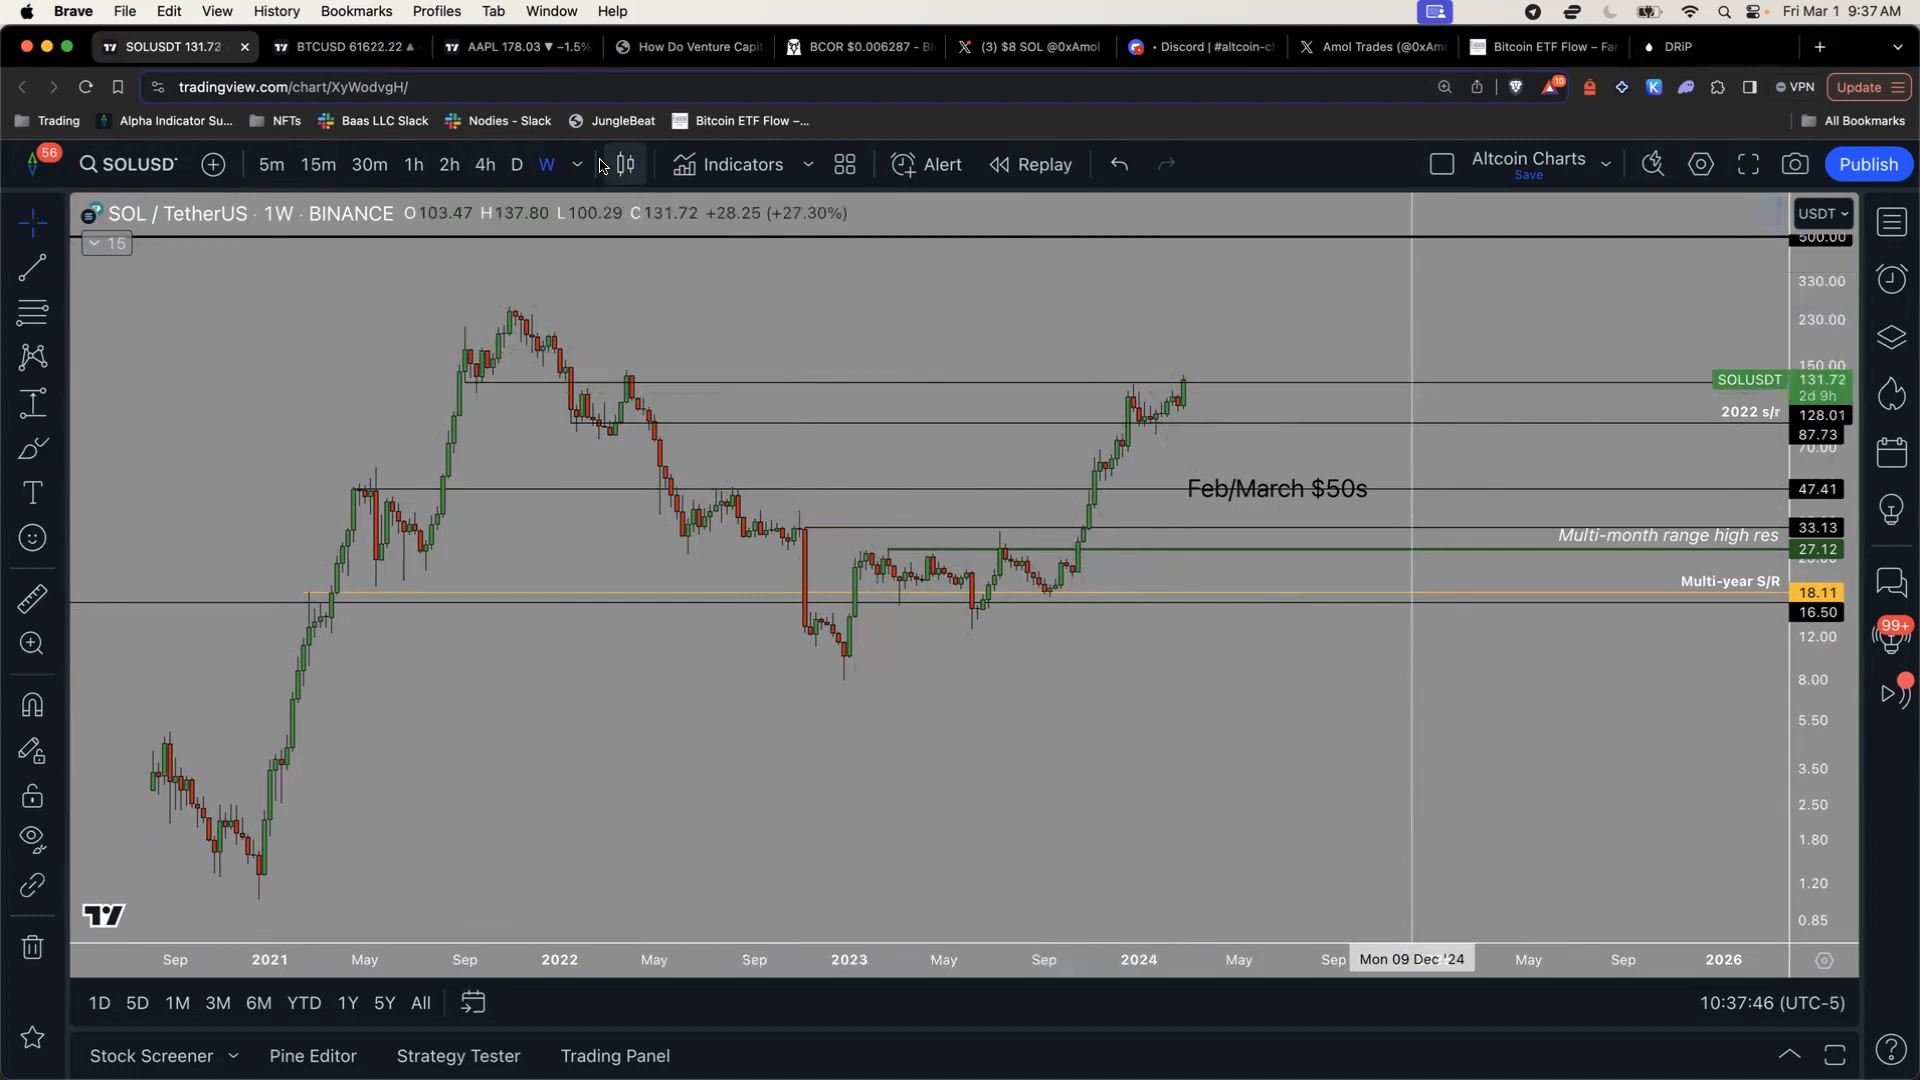 Brave File Edit View History Bookmarks Profiles Tab Window Help Fri Mar 1 9:37 AM
SOLUSDT 131.72 BTCUSD 61622.22 AAPL 178.03 ▼ −1.5% How Do Venture Capit BCOR $0.006287 - (3) $8 SOL @0xAmol • Discord | #altcoin-c Amol Trades (@0xAm Bitcoin ETF Flow – Fa DRiP
tradingview.com/chart/XyWodvgH/ 10 VPN Update
Trading Alpha Indicator Su... NFTs Baas LLC Slack Nodies - Slack JungleBeat Bitcoin ETF Flow –... All Bookmarks
56 SOLUSD 5m 15m 30m 1h 2h 4h D W Indicators Alert Replay Altcoin Charts Save Publish
SOL / TetherUS · 1W · BINANCE O103.47 H137.80 L100.29 C131.72 +28.25 (+27.30%) USDT
15
500.00
330.00
230.00
150.00
SOLUSDT 131.72
2d 9h
2022 s/r 128.01
87.73
70.00
Feb/March $50s 47.41
33.13
Multi-month range high res
27.12
Multi-year S/R
18.11
16.50
12.00
8.00
5.50
3.50
2.50
1.80
1.20
0.85
99+
Sep 2021 May Sep 2022 May Sep 2023 May Sep 2024 May Sep Mon 09 Dec '24 May Sep 2026
1D 5D 1M 3M 6M YTD 1Y 5Y All 10:37:46 (UTC-5)
Stock Screener Pine Editor Strategy Tester Trading Panel